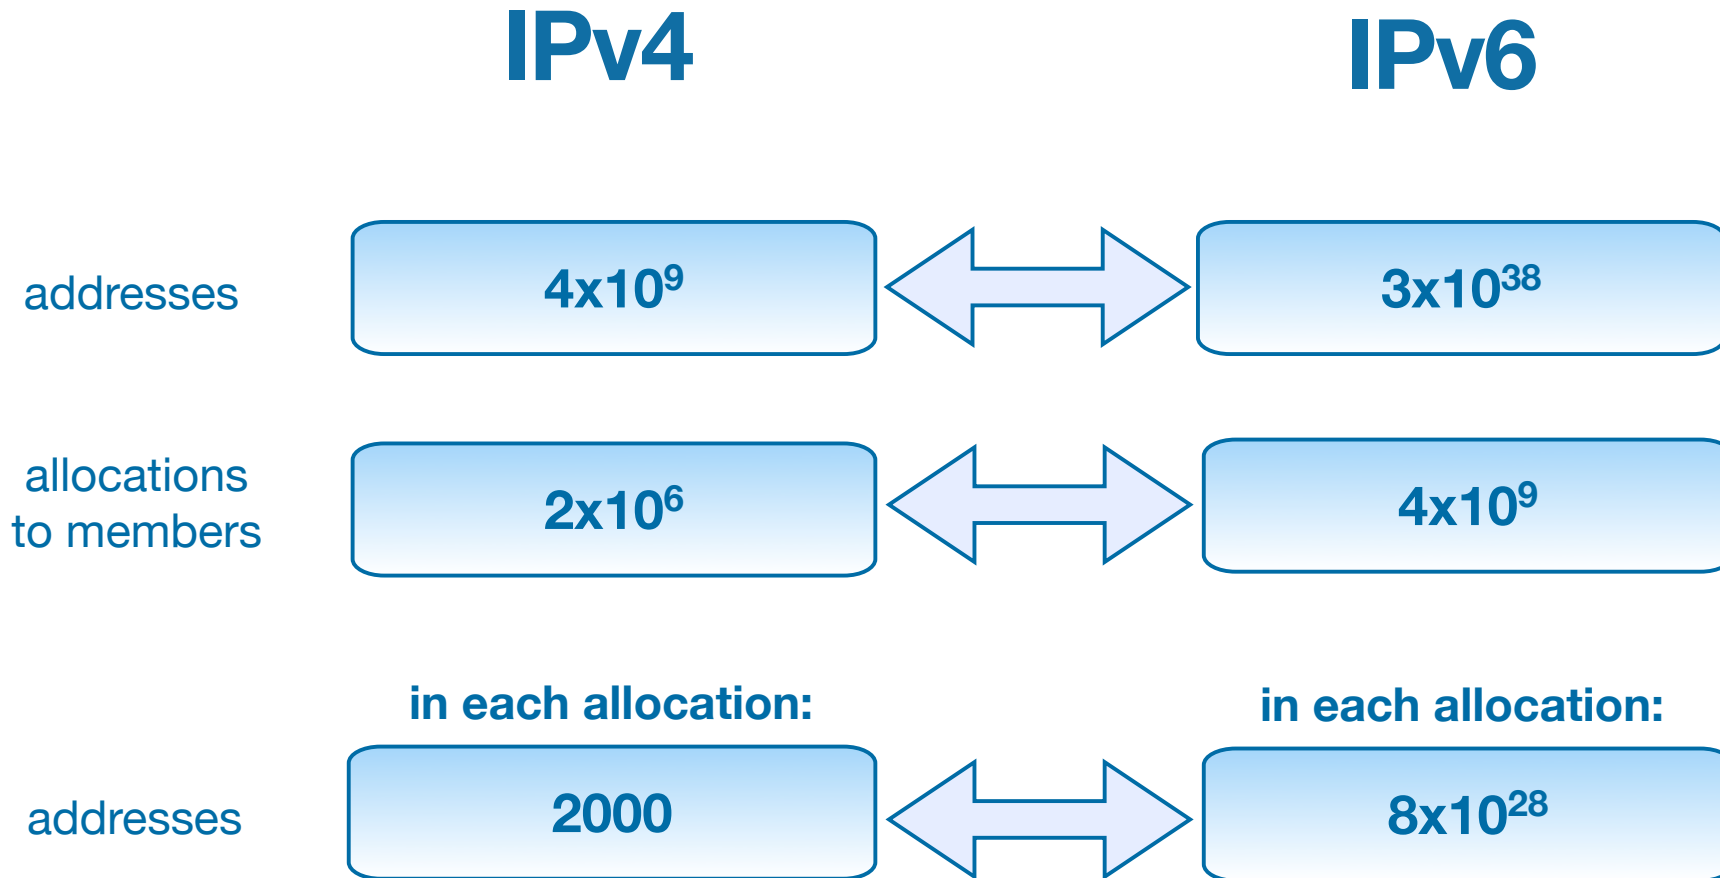 IPv4 IPv6
addresses 4x10⁹ 3x10³⁸
allocations
to members 2x10⁶ 4x10⁹
in each allocation: in each allocation:
addresses 2000 8x10²⁸